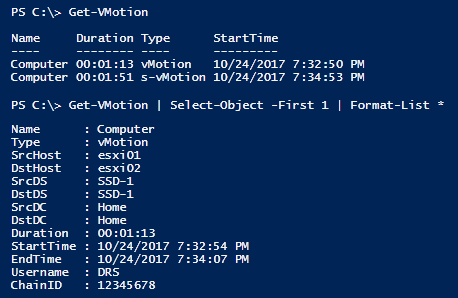 PS C:\> Get-VMotion
Name     Duration Type     StartTime
----     -------- ----     ---------
Computer 00:01:13 vMotion  10/24/2017 7:32:50 PM
Computer 00:01:51 s-vMotion 10/24/2017 7:34:53 PM
PS C:\> Get-VMotion | Select-Object -First 1 | Format-List *
Name      : Computer
Type      : vMotion
SrcHost   : esxi01
DstHost   : esxi02
SrcDS     : SSD-1
DstDS     : SSD-1
SrcDC     : Home
DstDC     : Home
Duration  : 00:01:13
StartTime : 10/24/2017 7:32:54 PM
EndTime   : 10/24/2017 7:34:07 PM
Username  : DRS
ChainID   : 12345678